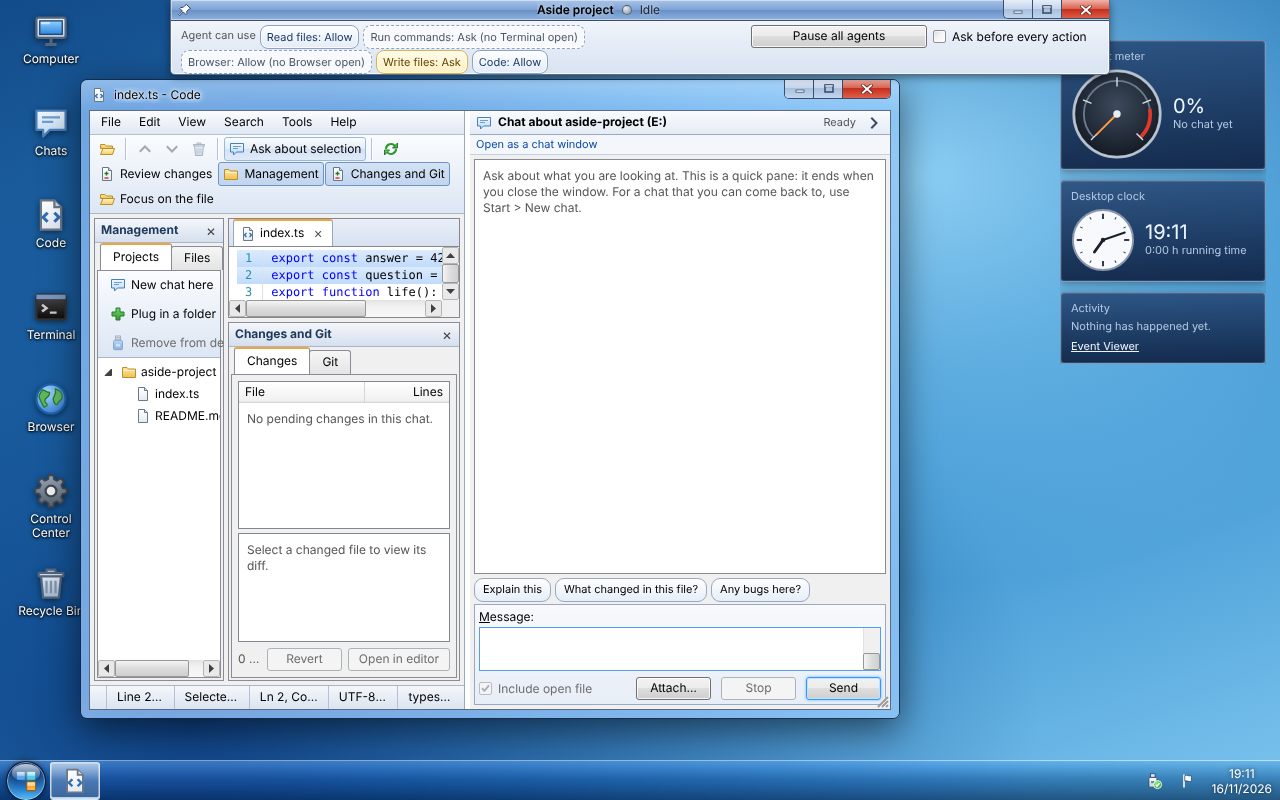 Aside project Idle
Agent can use Read files: Allow Run commands: Ask (no Terminal open)
Browser: Allow (no Browser open) Write files: Ask Code: Allow
Pause all agents Ask before every action
Computer
Chats
Code
Terminal
Browser
Control
Center
Recycle Bin
meter
0%
No chat yet
Desktop clock
19:11
0:00 h running time
Activity
Nothing has happened yet.
Event Viewer
index.ts - Code
File Edit View Search Tools Help
Ask about selection
Review changes Management Changes and Git
Focus on the file
Management
Projects Files
New chat here
Plug in a folder
Remove from de
aside-project
index.ts
README.m
index.ts
1 export const answer = 42
2 export const question =
3 export function life():
Changes and Git
Changes Git
File Lines
No pending changes in this chat.
Select a changed file to view its
diff.
0 ... Revert Open in editor
Line 2... Selecte... Ln 2, Co... UTF-8... types...
Chat about aside-project (E:) Ready
Open as a chat window
Ask about what you are looking at. This is a quick pane: it ends when
you close the window. For a chat that you can come back to, use
Start > New chat.
Explain this What changed in this file? Any bugs here?
Message:
Include open file Attach... Stop Send
19:11
16/11/2026